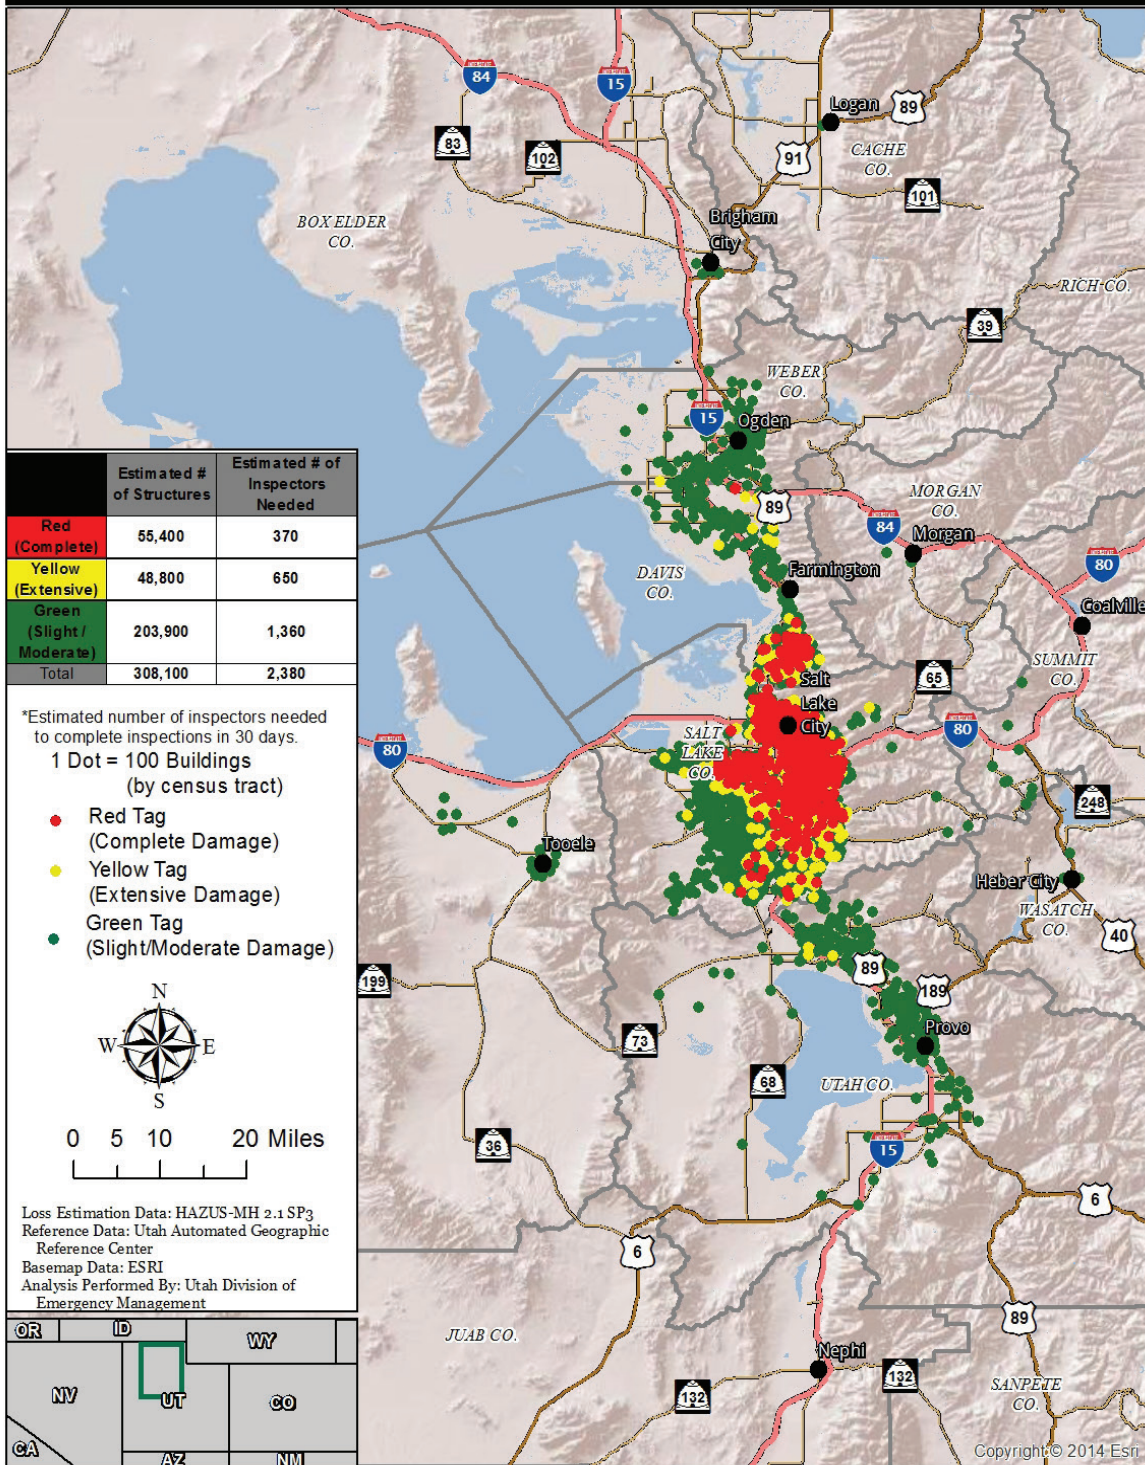 84
15
Logan
89
83
102
91
CACHE
CO.
101
BOX ELDER
CO.
Brigham
City
RICH CO.
39
WEBER
CO.
15
Ogden
Estimated #
of Structures
Estimated # of
Inspectors
Needed
Red
(Complete)
55,400
370
Yellow
(Extensive)
48,800
650
Green
(Slight /
Moderate)
203,900
1,360
Total
308,100
2,380
*Estimated number of inspectors needed
to complete inspections in 30 days.
1 Dot = 100 Buildings
(by census tract)
Red Tag
(Complete Damage)
Yellow Tag
(Extensive Damage)
Green Tag
(Slight/Moderate Damage)
N
W
E
S
0 5 10 20 Miles
Loss Estimation Data: HAZUS-MH 2.1 SP3
Reference Data: Utah Automated Geographic
Reference Center
Basemap Data: ESRI
Analysis Performed By: Utah Division of
Emergency Management
89
MORGAN
CO.
84
Morgan
80
DAVIS
CO.
Farmington
Coalville
SUMMIT
CO.
65
Salt
Lake
City
80
SALT
LAKE
CO.
80
248
Tooele
Heber City
WASATCH
CO.
40
199
89
189
73
Provo
68
UTAH CO.
36
15
6
6
89
JUAB CO.
Nephi
132
132
SANPETE
CO.
OR
ID
WY
NV
UT
CO
CA
AZ
NM
Copyright:© 2014 Esri